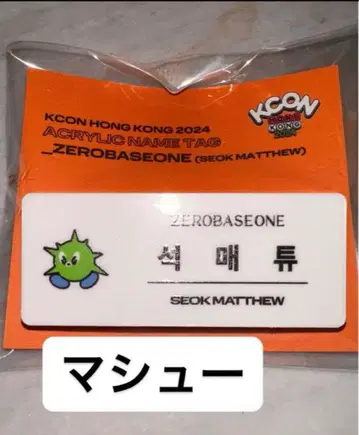 KCON HONG KONG 2024
ACRYLIC NAME TAG
_ZEROBASEONE (SEOK MATTHEW)
KCON
HONG
KONG
2024
ZEROBASEONE
석 매 튜
SEOK MATTHEW
マシュー